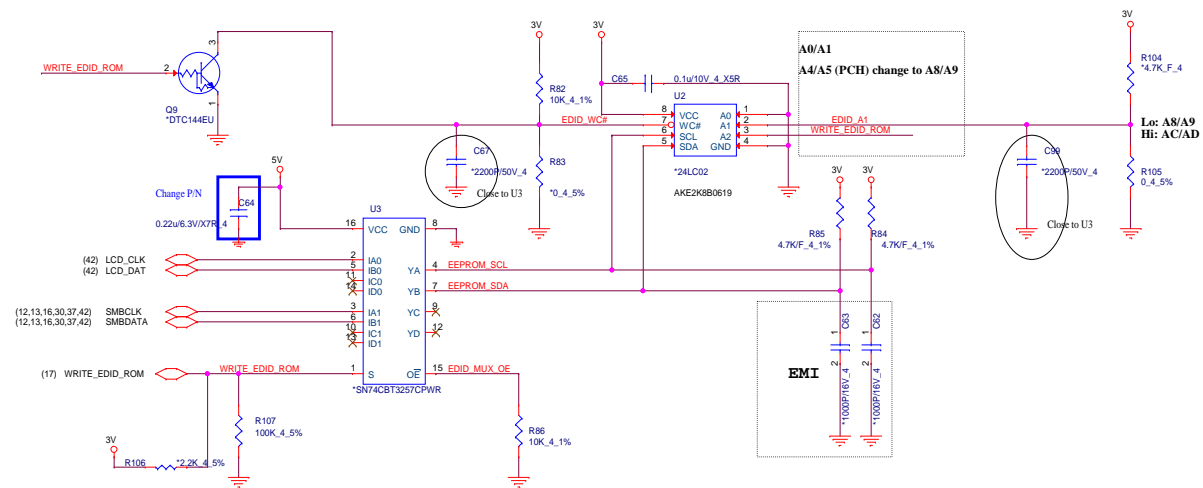 3V
3V
3V
3
WRITE_EDID_ROM
2
1
Q9
*DTC144EU
R82
10K_4_1%
C65
0.1u/10V_4_X5R
U2
8
VCC
A0
1
EDID_WC#
7
WC#
A1
2
EDID_A1
6
SCL
A2
3
WRITE_EDID_ROM
5
SDA
GND
4
*24LC02
AKE2K8B0619
A0/A1
A4/A5 (PCH) change to A8/A9
R104
*4.7K_F_4
Lo: A8/A9
Hi: AC/AD
R105
0_4_5%
C99
*2200P/50V_4
Close to U3
C67
*2200P/50V_4
Close to U3
R83
*0_4_5%
5V
Change P/N
C64
0.22u/6.3V/X7R_4
3V
3V
R85
4.7K/F_4_1%
R84
4.7K/F_4_1%
U3
16
VCC
GND
8
(42) LCD_CLK
2
IA0
YA
4
EEPROM_SCL
(42) LCD_DAT
5
IB0
11
IC0
14
ID0
YB
7
EEPROM_SDA
(12,13,16,30,37,42) SMBCLK
3
IA1
YC
9
(12,13,16,30,37,42) SMBDATA
6
IB1
10
IC1
YD
12
13
ID1
(17) WRITE_EDID_ROM
WRITE_EDID_ROM
1
S
OE
15
EDID_MUX_OE
*SN74CBT3257CPWR
R107
100K_4_5%
R86
10K_4_1%
3V
R106
*2.2K_4_5%
EMI
1
C63
2
*1000P/16V_4
1
C62
2
*1000P/16V_4